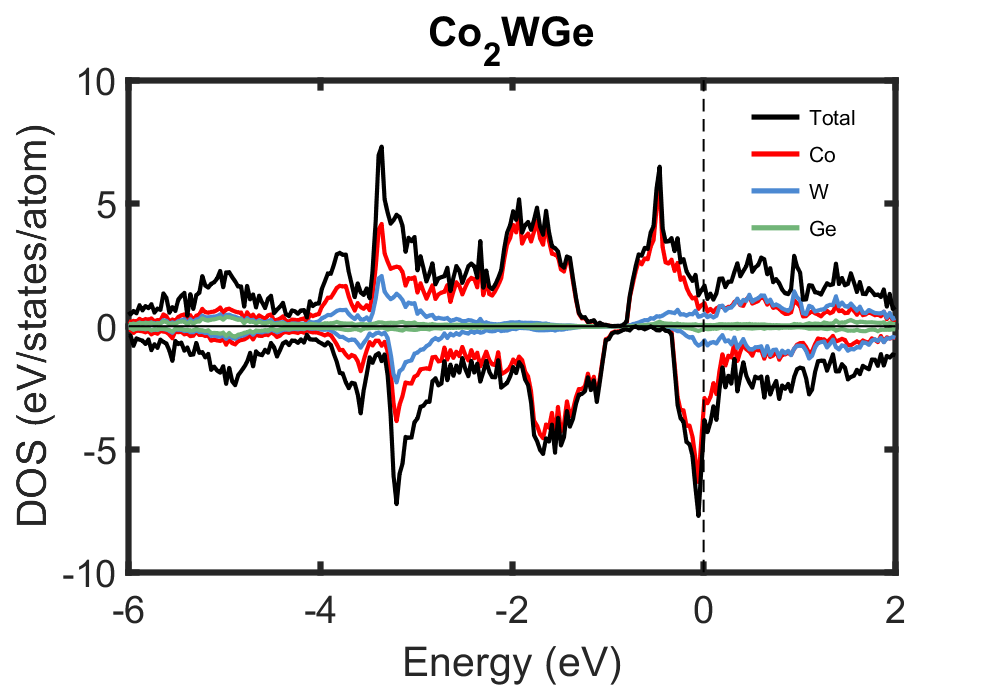 Co2WGe
10
5
0
-5
-10
DOS (eV/states/atom)
Total
Co
W
Ge
-6 -4 -2 0 2
Energy (eV)